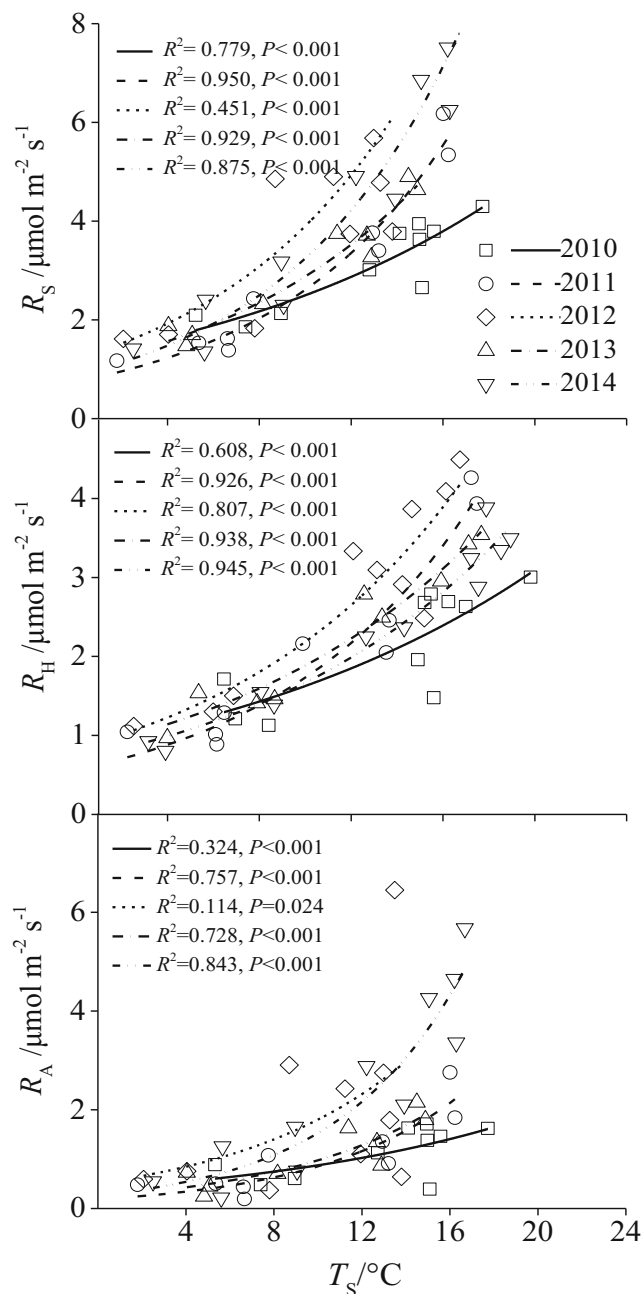 8
6
4
2
0
R_S /μmol m⁻² s⁻¹
R²= 0.779, P< 0.001
R²= 0.950, P< 0.001
R²= 0.451, P< 0.001
R²= 0.929, P< 0.001
R²= 0.875, P< 0.001
2010
2011
2012
2013
2014
4
3
2
1
0
R_H /μmol m⁻² s⁻¹
R²= 0.608, P< 0.001
R²= 0.926, P< 0.001
R²= 0.807, P< 0.001
R²= 0.938, P< 0.001
R²= 0.945, P< 0.001
6
4
2
0
R_A /μmol m⁻² s⁻¹
R²=0.324, P<0.001
R²=0.757, P<0.001
R²=0.114, P=0.024
R²=0.728, P<0.001
R²=0.843, P<0.001
4 8 12 16 20 24
T_S/°C